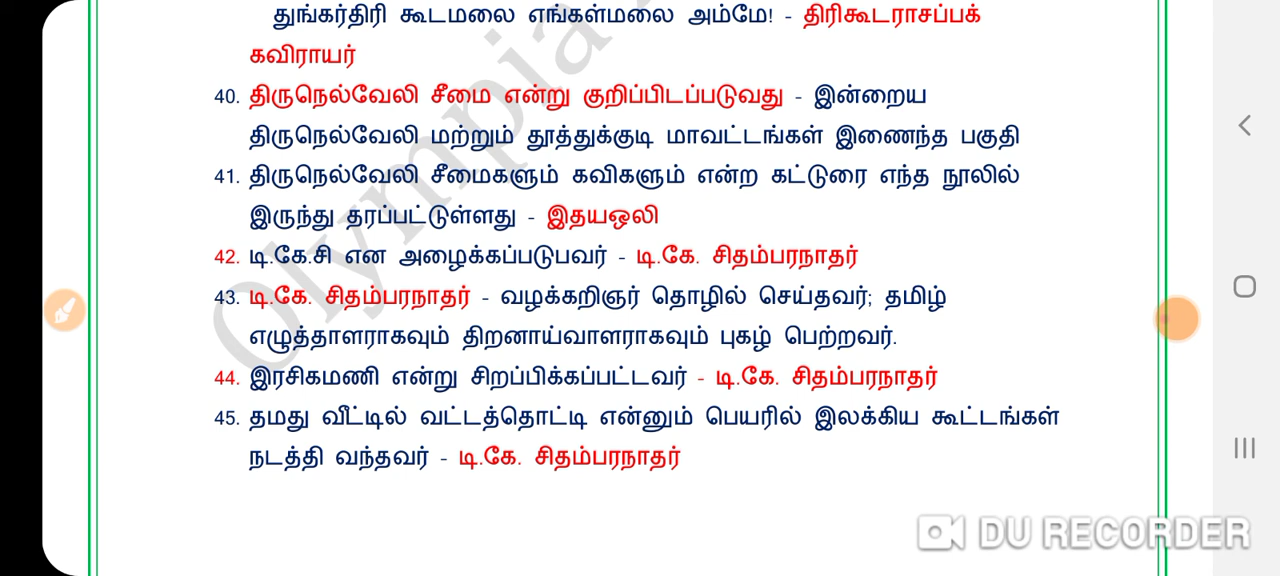 துங்கர்திரி கூடமலை எங்கள்மலை அம்மே! - திரிகூடராசப்பக்
கவிராயர்
40. திருநெல்வேலி சீமை என்று குறிப்பிடப்படுவது - இன்றைய
திருநெல்வேலி மற்றும் தூத்துக்குடி மாவட்டங்கள் இணைந்த பகுதி
41. திருநெல்வேலி சீமைகளும் கவிகளும் என்ற கட்டுரை எந்த நூலில்
இருந்து தரப்பட்டுள்ளது - இதயஒலி
42. டி.கே.சி என அழைக்கப்படுபவர் - டி.கே. சிதம்பரநாதர்
43. டி.கே. சிதம்பரநாதர் - வழக்கறிஞர் தொழில் செய்தவர்; தமிழ்
எழுத்தாளராகவும் திறனாய்வாளராகவும் புகழ் பெற்றவர்.
44. இரசிகமணி என்று சிறப்பிக்கப்பட்டவர் - டி.கே. சிதம்பரநாதர்
45. தமது வீட்டில் வட்டத்தொட்டி என்னும் பெயரில் இலக்கிய கூட்டங்கள்
நடத்தி வந்தவர் - டி.கே. சிதம்பரநாதர்
Olympia
DU RECORDER